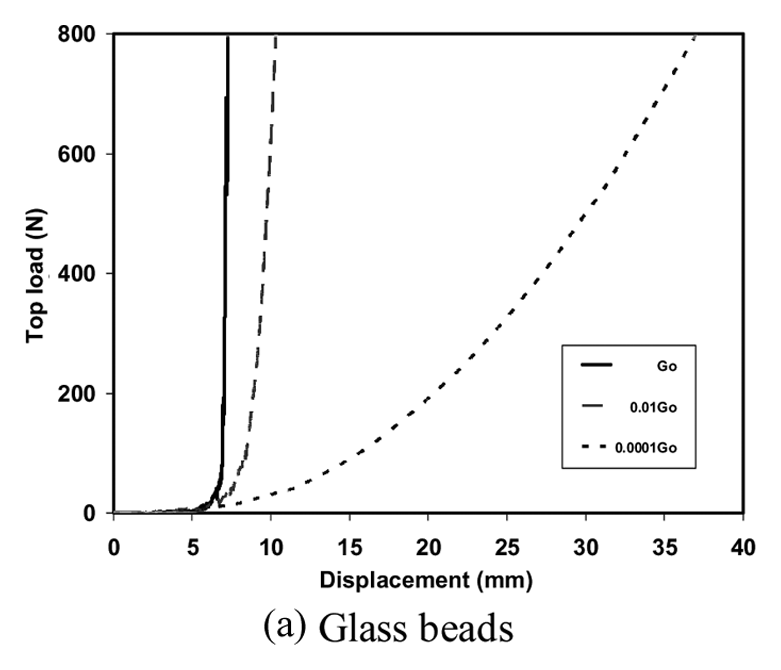 800
600
400
200
0
Top load (N)
0 5 10 15 20 25 30 35 40
Displacement (mm)
Go
0.01Go
0.0001Go
(a) Glass beads